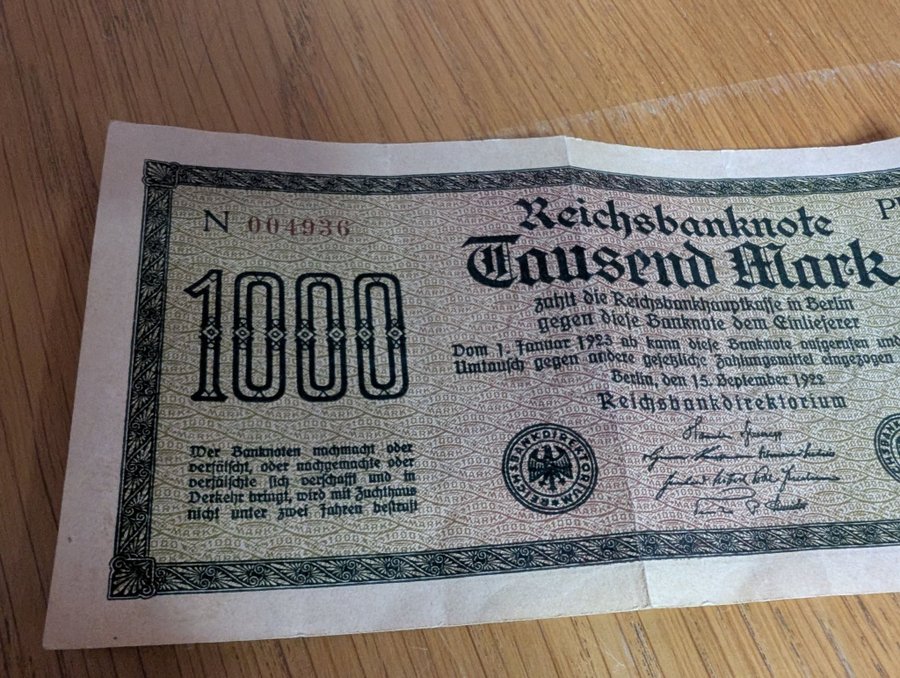 N 004936
Reichsbanknote
Tausend Mark
1000
zahlt die Reichsbankhauptkasse in Berlin
gegen diese Banknote dem Einlieferer
Vom 1. Januar 1923 ab kann diese Banknote aufgerufen und
Umtausch gegen andere gesetzliche Zahlungsmittel eingezogen
Berlin, den 15. September 1922
Reichsbankdirektorium
Wer Banknoten nachmacht oder
verfälscht, oder nachgemachte oder
verfälschte sich verschafft und in
Verkehr bringt, wird mit Zuchthaus
nicht unter zwei Jahren bestraft
REICHSBANKDIREKTORIUM